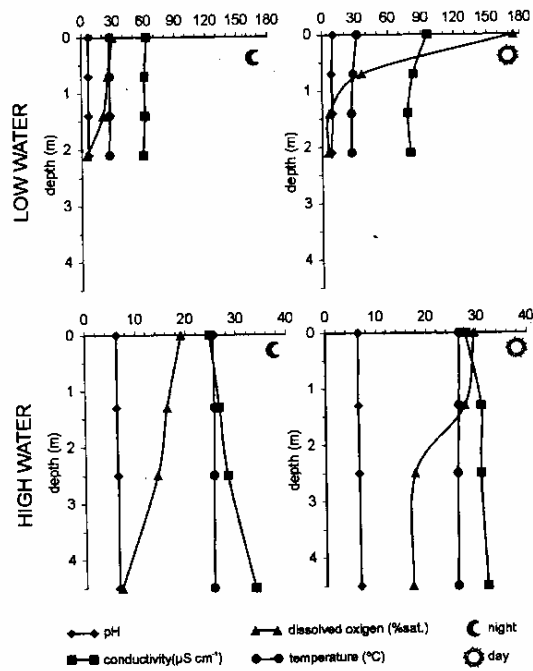 0 30 60 90 120 150 180
0 30 60 90 120 150 180
LOW WATER
depth (m)
0
1
2
3
4
depth (m)
0
1
2
3
4
0 10 20 30 40
0 10 20 30 40
HIGH WATER
depth (m)
0
1
2
3
4
depth (m)
0
1
2
3
4
pH
dissolved oxigen (%sat.)
night
conductivity(µS cm⁻¹)
temperature (°C)
day